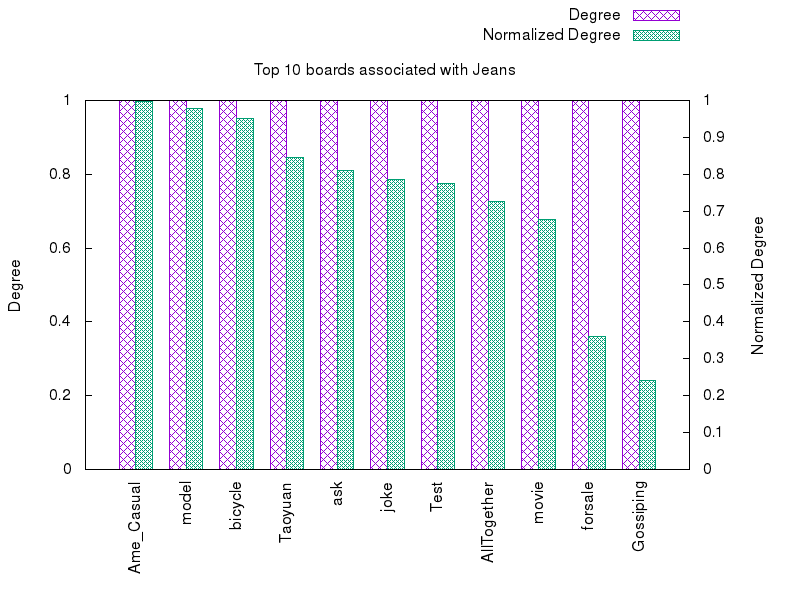 Degree
Normalized Degree
Top 10 boards associated with Jeans
1
0.8
0.6
0.4
0.2
0
Degree
1
0.9
0.8
0.7
0.6
0.5
0.4
0.3
0.2
0.1
0
Normalized Degree
Ame_Casual
model
bicycle
Taoyuan
ask
joke
Test
AllTogether
movie
forsale
Gossiping